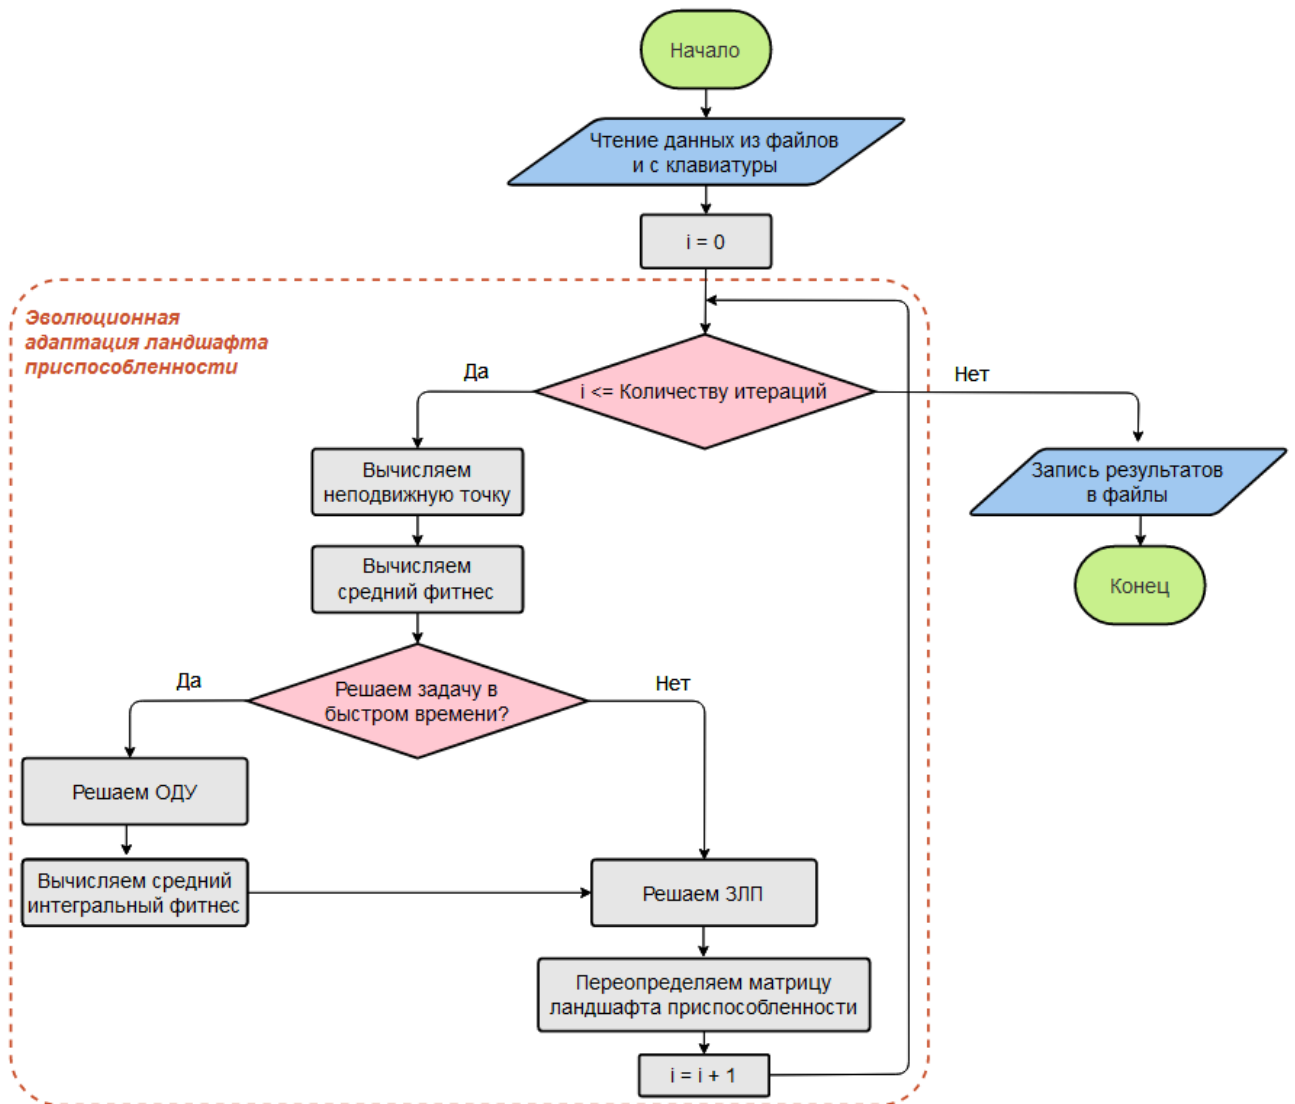 Начало
Чтение данных из файлов
и с клавиатуры
i = 0
Эволюционная
адаптация ландшафта
приспособленности
Да
i <= Количеству итераций
Нет
Вычисляем
неподвижную точку
Запись результатов
в файлы
Вычисляем
средний фитнес
Конец
Да
Решаем задачу в
быстром времени?
Нет
Решаем ОДУ
Вычисляем средний
интегральный фитнес
Решаем ЗЛП
Переопределяем матрицу
ландшафта приспособленности
i = i + 1